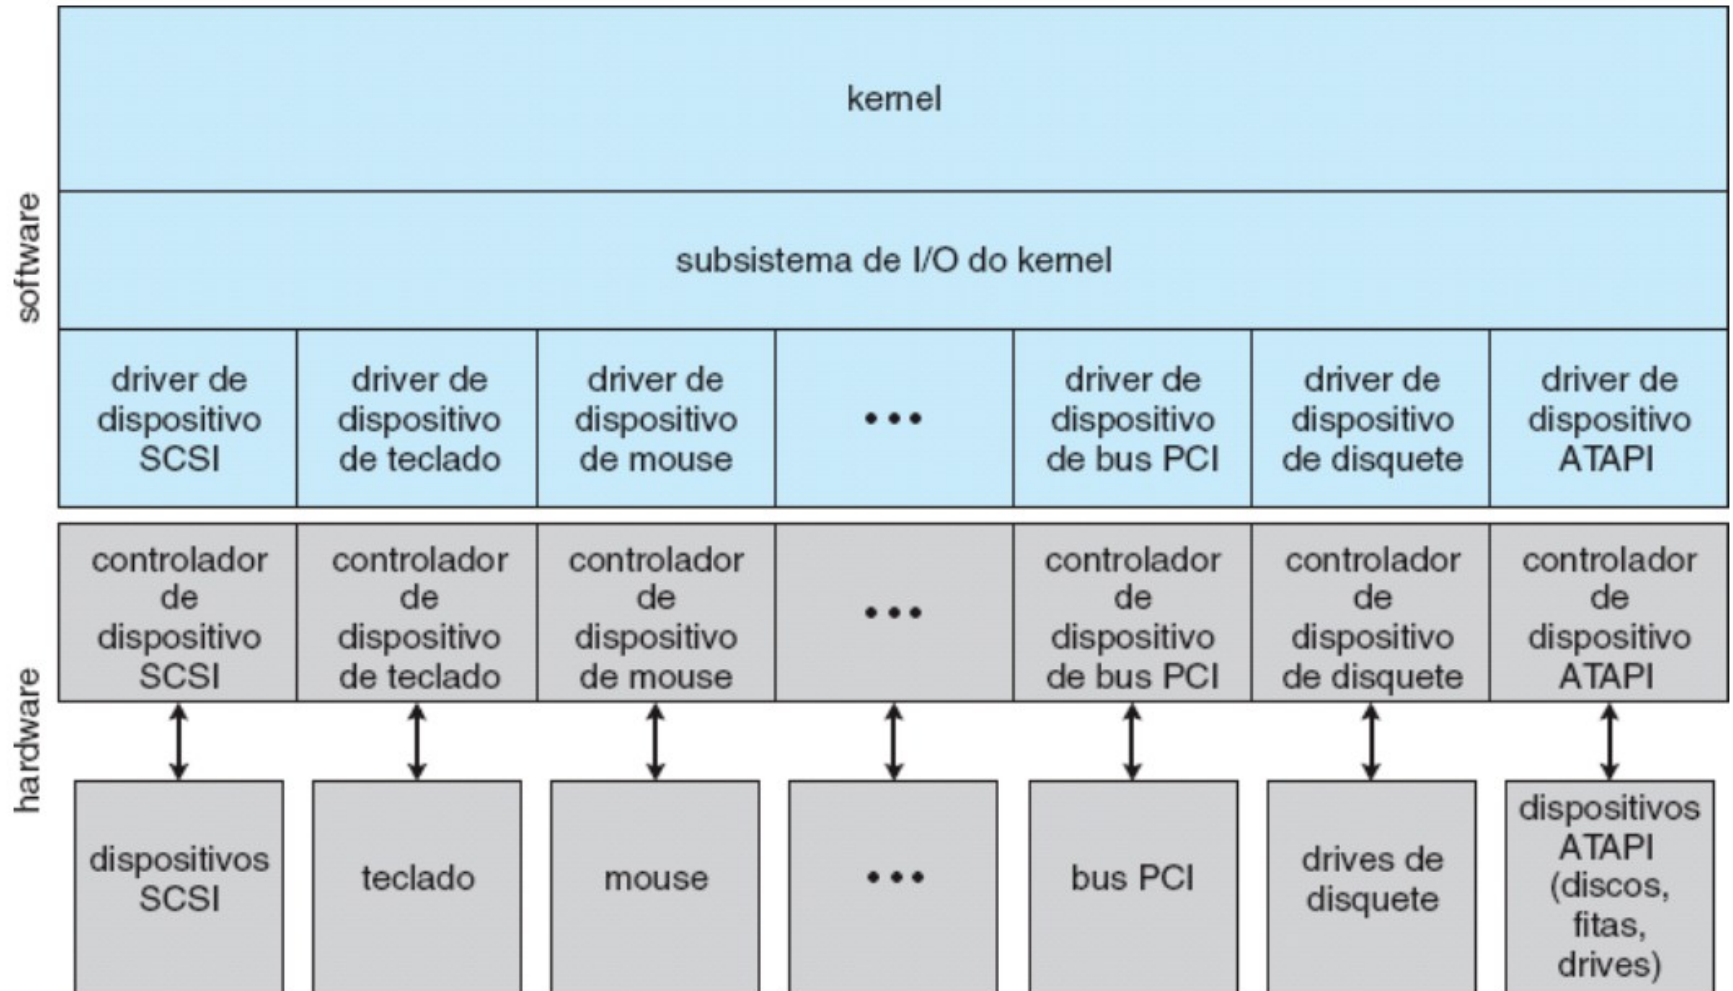 kernel
software
subsistema de I/O do kernel
driver de
dispositivo
SCSI
driver de
dispositivo
de teclado
driver de
dispositivo
de mouse
•••
driver de
dispositivo
de bus PCI
driver de
dispositivo
de disquete
driver de
dispositivo
ATAPI
hardware
controlador
de
dispositivo
SCSI
controlador
de
dispositivo
de teclado
controlador
de
dispositivo
de mouse
•••
controlador
de
dispositivo
de bus PCI
controlador
de
dispositivo
de disquete
controlador
de
dispositivo
ATAPI
dispositivos
SCSI
teclado
mouse
•••
bus PCI
drives de
disquete
dispositivos
ATAPI
(discos,
fitas,
drives)